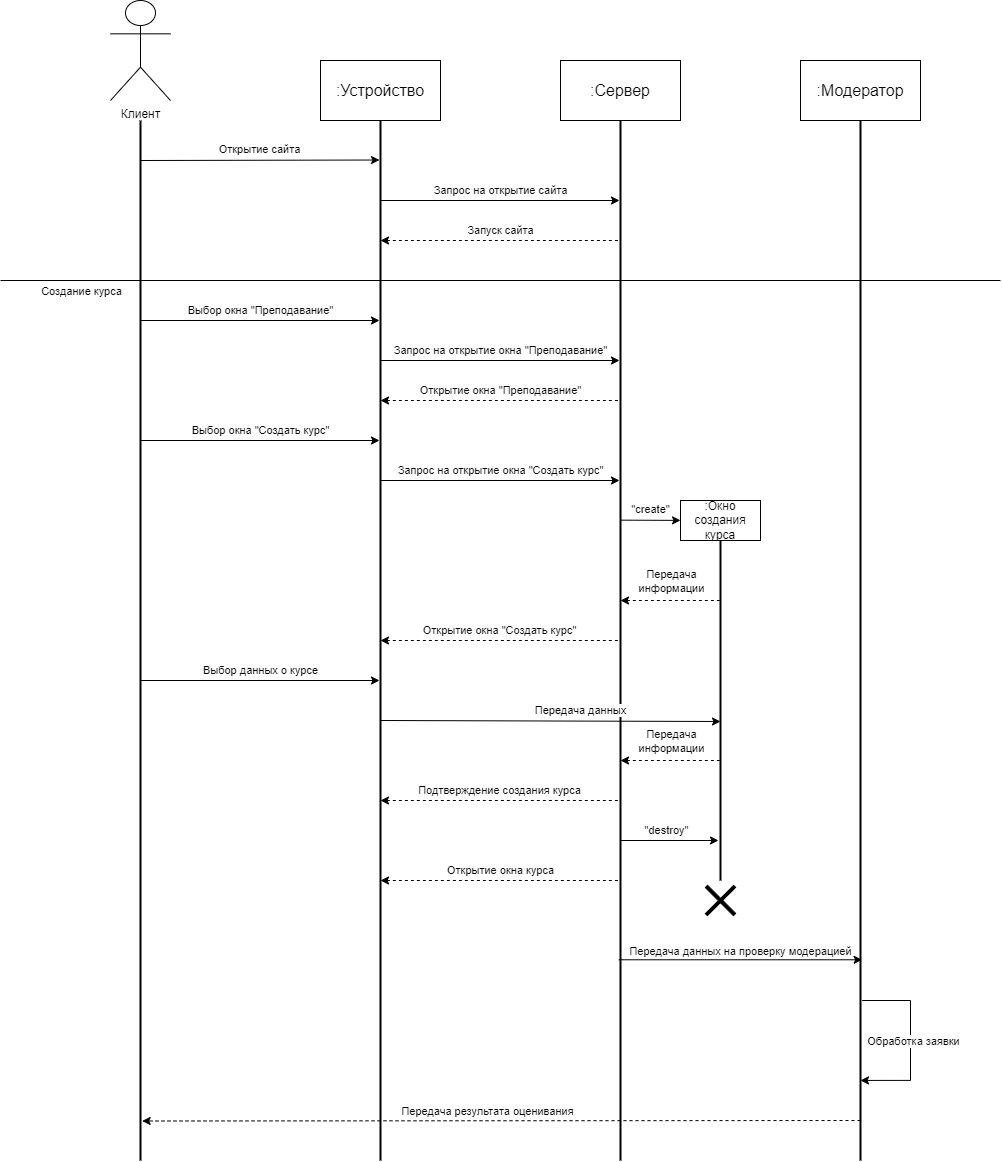 Клиент
:Устройство
:Сервер
:Модератор
Открытие сайта
Запрос на открытие сайта
Запуск сайта
Создание курса
Выбор окна "Преподавание"
Запрос на открытие окна "Преподавание"
Открытие окна "Преподавание"
Выбор окна "Создать курс"
Запрос на открытие окна "Создать курс"
"create"
:Окно
создания
курса
Передача
информации
Открытие окна "Создать курс"
Выбор данных о курсе
Передача данных
Передача
информации
Подтверждение создания курса
"destroy"
Открытие окна курса
Передача данных на проверку модерацией
Обработка заявки
Передача результата оценивания